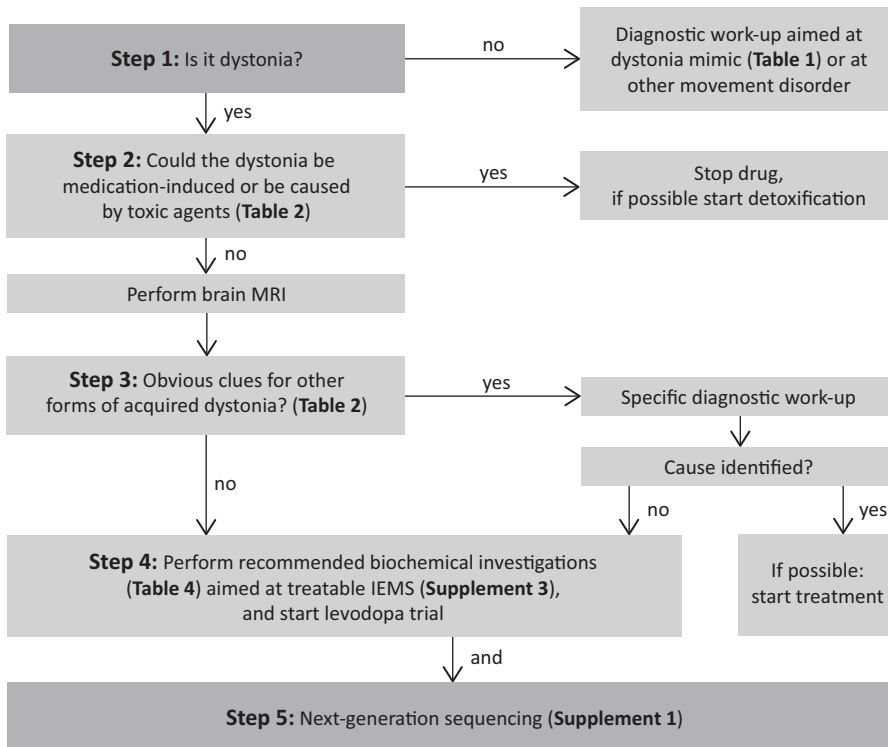 Step 1: Is it dystonia?
no
Diagnostic work-up aimed at
dystonia mimic (Table 1) or at
other movement disorder
yes
Step 2: Could the dystonia be
medication-induced or be caused
by toxic agents (Table 2)
yes
Stop drug,
if possible start detoxification
no
Perform brain MRI
Step 3: Obvious clues for other
forms of acquired dystonia? (Table 2)
yes
Specific diagnostic work-up
Cause identified?
no
no
yes
Step 4: Perform recommended biochemical investigations
(Table 4) aimed at treatable IEMS (Supplement 3),
and start levodopa trial
If possible:
start treatment
and
Step 5: Next-generation sequencing (Supplement 1)